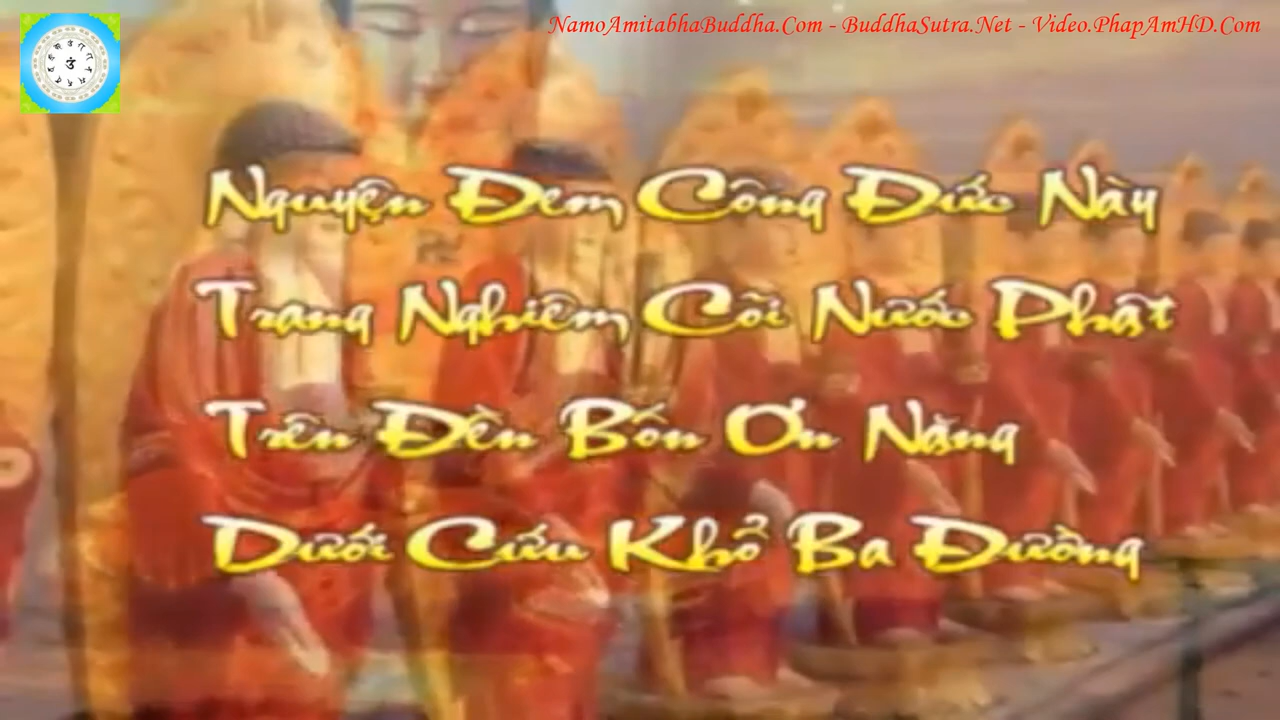 NamoAmitabhaBuddha.Com - BuddhaSutra.Net - Video.PhapAmHD.Com
Nguyện Đem Công Đức Này
Trang Nghiêm Cõi Nước Phật
Trên Đền Bốn Ơn Nặng
Dưới Cứu Khổ Ba Đường